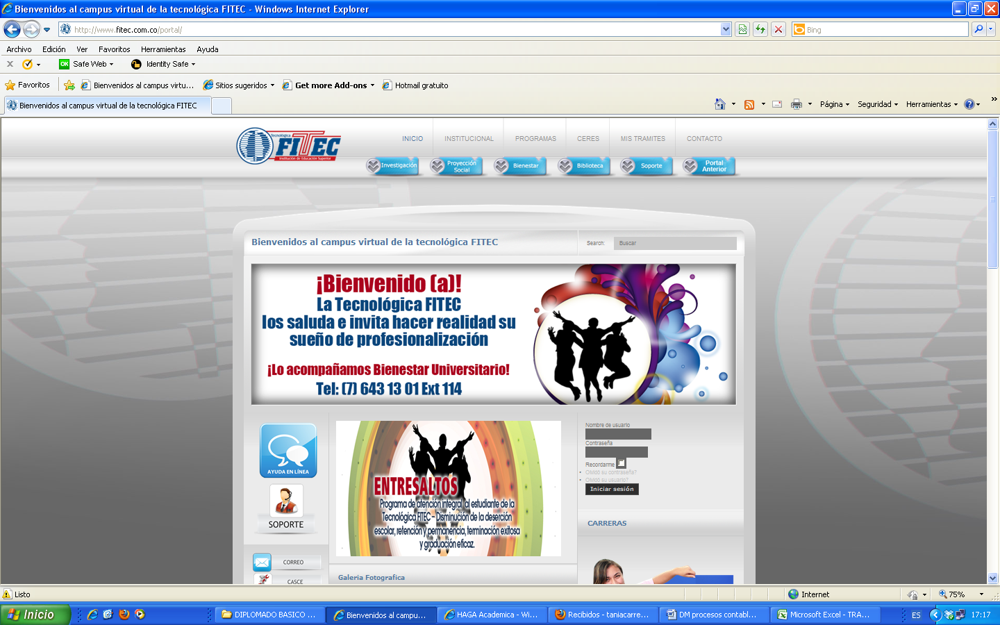 Bienvenidos al campus virtual de la tecnológica FITEC - Windows Internet Explorer
http://www.fitec.com.co/portal/
Bing
Archivo Edición Ver Favoritos Herramientas Ayuda
x Safe Web Identity Safe
Favoritos Bienvenidos al campus virtu... Sitios sugeridos Get more Add-ons Hotmail gratuito
Bienvenidos al campus virtual de la tecnológica FITEC
Página Seguridad Herramientas
Tecnológica
FITEC
Institución de Educación Superior
INICIO INSTITUCIONAL PROGRAMAS CERES MIS TRAMITES CONTACTO
Investigación Proyección Social Bienestar Biblioteca Soporte Portal Anterior
Bienvenidos al campus virtual de la tecnológica FITEC
Search: Buscar
¡Bienvenido (a)!
La Tecnológica FITEC
los saluda e invita hacer realidad su
sueño de profesionalización
¡Lo acompañamos Bienestar Universitario!
Tel: (7) 643 13 01 Ext 114
AYUDA EN LÍNEA
SOPORTE
CORREO
CASCE
ENTRESALTOS
Programa de atención integral al estudiante de la
Tecnológica FITEC – Disminución de la deserción
escolar, retención y permanencia, terminación exitosa
y graduación eficaz.
Galeria Fotografica
Nombre de usuario
Contraseña
Recordarme
Olvidó su contraseña?
Olvidó su usuario?
Iniciar sesión
CARRERAS
Listo
Internet
75%
Inicio
DIPLOMADO BASICO ...
Bienvenidos al campu...
HAGA Academica - Wi...
Recibidos - taniacarre...
DM procesos contabl...
Microsoft Excel - TRA...
ES
17:17